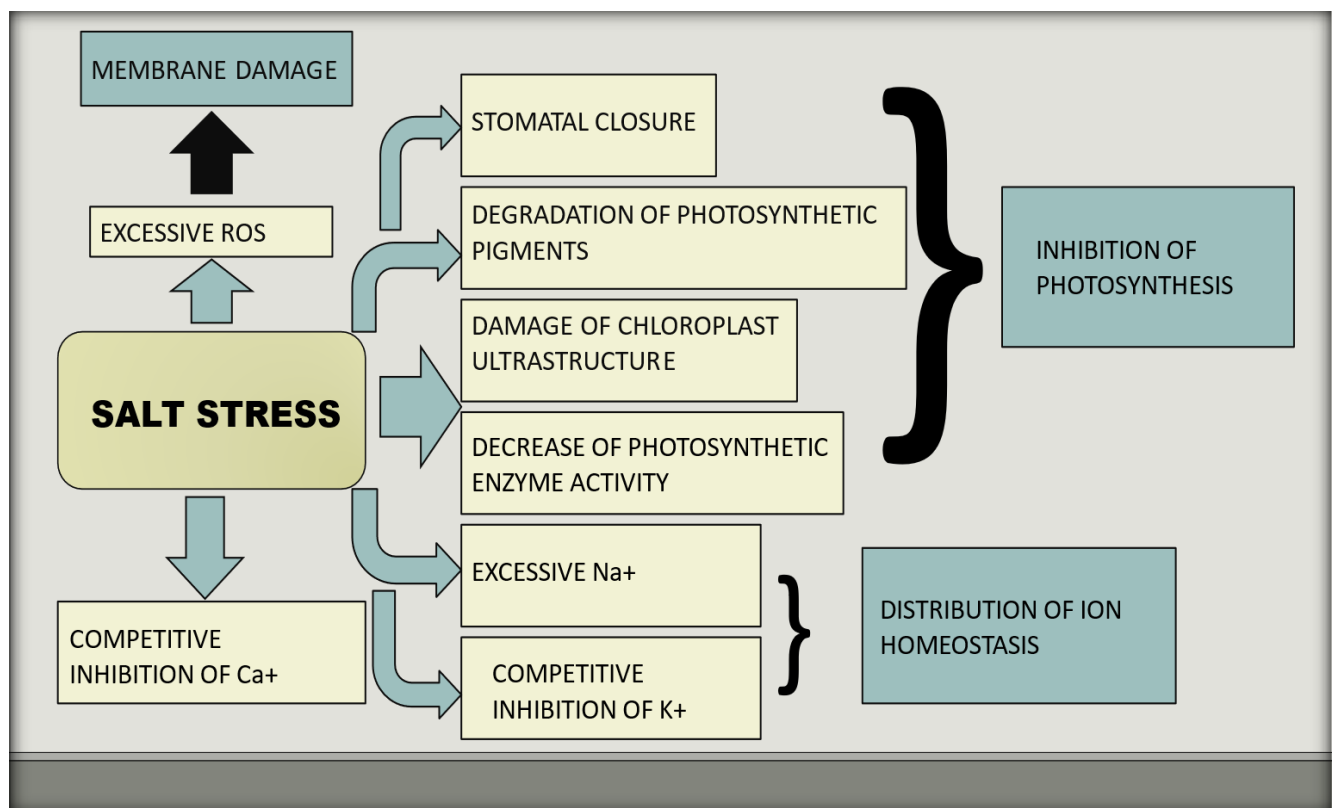 MEMBRANE DAMAGE
EXCESSIVE ROS
SALT STRESS
COMPETITIVE
INHIBITION OF Ca+
STOMATAL CLOSURE
DEGRADATION OF PHOTOSYNTHETIC
PIGMENTS
DAMAGE OF CHLOROPLAST
ULTRASTRUCTURE
DECREASE OF PHOTOSYNTHETIC
ENZYME ACTIVITY
EXCESSIVE Na+
COMPETITIVE
INHIBITION OF K+
INHIBITION OF
PHOTOSYNTHESIS
DISTRIBUTION OF ION
HOMEOSTASIS